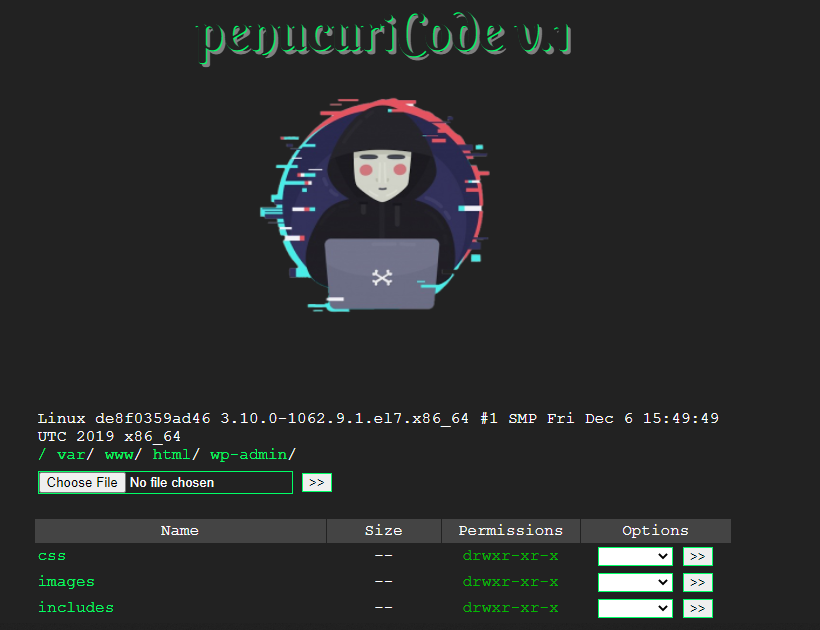 penucuriCode vn
Linux de8f0359ad46 3.10.0-1062.9.1.el7.x86_64 #1 SMP Fri Dec 6 15:49:49
UTC 2019 x86_64
/ var/ www/ html/ wp-admin/
Choose File No file chosen >>
Name Size Permissions Options
css -- drwxr-xr-x >>
images -- drwxr-xr-x >>
includes -- drwxr-xr-x >>